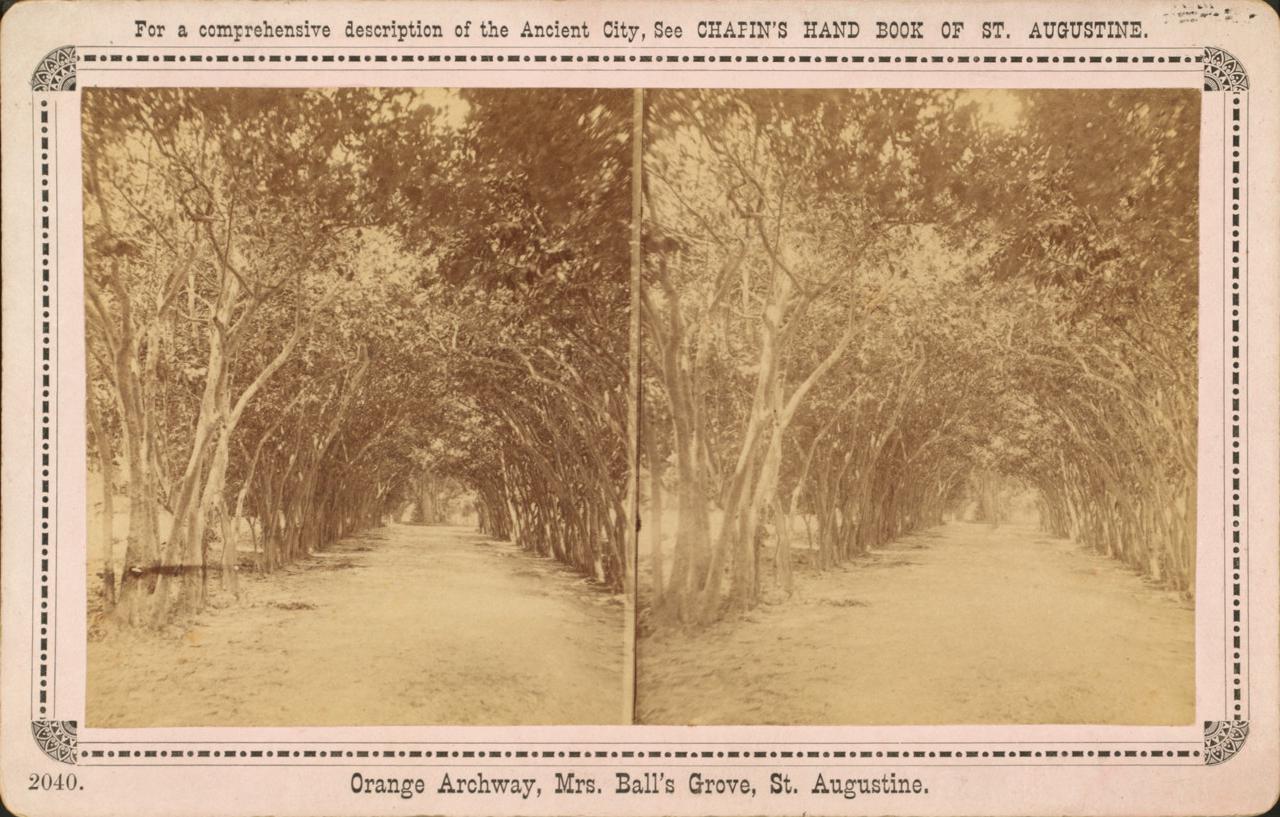 For a comprehensive description of the Ancient City, See CHAPIN'S HAND BOOK OF ST. AUGUSTINE.
2040.
Orange Archway, Mrs. Ball's Grove, St. Augustine.